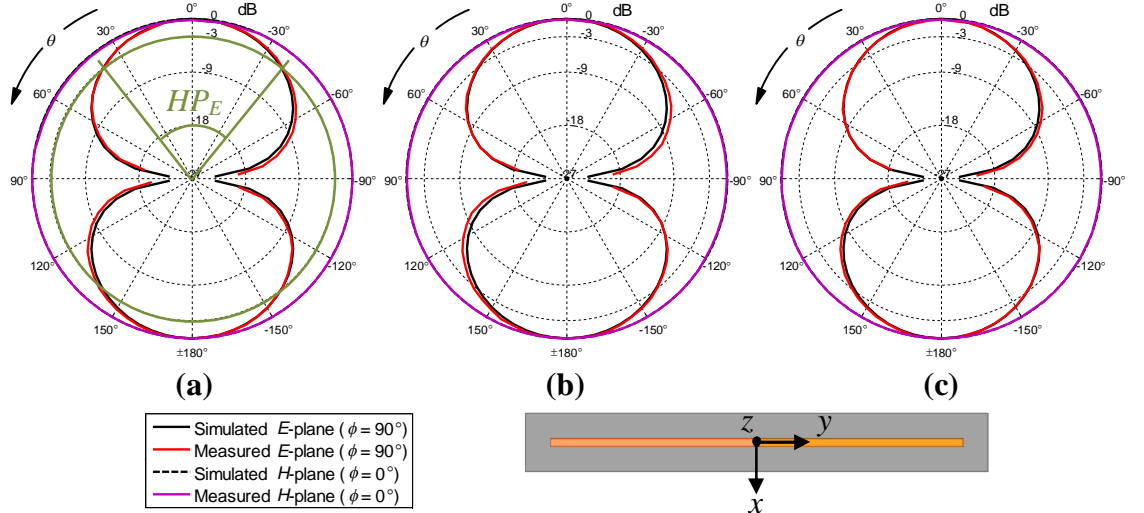 0° 0 dB
30° -30°
-3
θ
-9
60° -60°
HP_E
-18
-27
90° -90°
120° -120°
150° -150°
±180°
(a)
0° 0 dB
30° -30°
-3
θ
-9
60° -60°
-18
-27
90° -90°
120° -120°
150° -150°
±180°
(b)
0° 0 dB
30° -30°
-3
θ
-9
60° -60°
-18
-27
90° -90°
120° -120°
150° -150°
±180°
(c)
Simulated E-plane (ϕ = 90°)
Measured E-plane (ϕ = 90°)
Simulated H-plane (ϕ = 0°)
Measured H-plane (ϕ = 0°)
z y
x